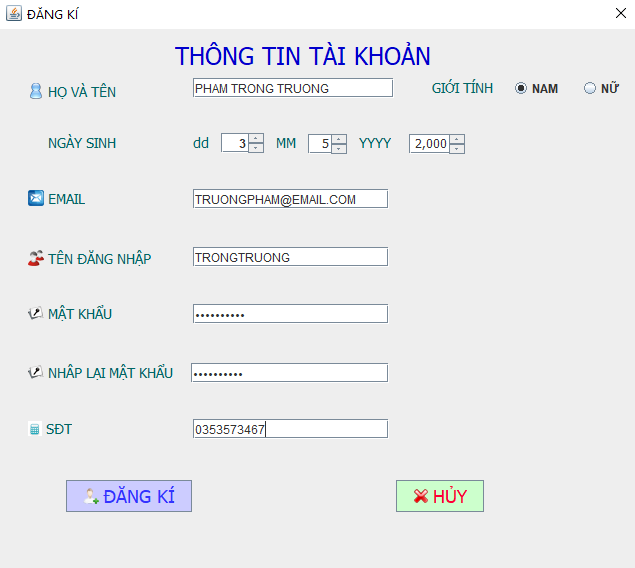 ĐĂNG KÍ
THÔNG TIN TÀI KHOẢN
HỌ VÀ TÊN PHAM TRONG TRUONG GIỚI TÍNH NAM NỮ
NGÀY SINH dd 3 MM 5 YYYY 2,000
EMAIL TRUONGPHAM@EMAIL.COM
TÊN ĐĂNG NHẬP TRONGTRUONG
MẬT KHẨU ••••••••••
NHÂP LẠI MẬT KHẨU ••••••••••
SĐT 0353573467
ĐĂNG KÍ HỦY